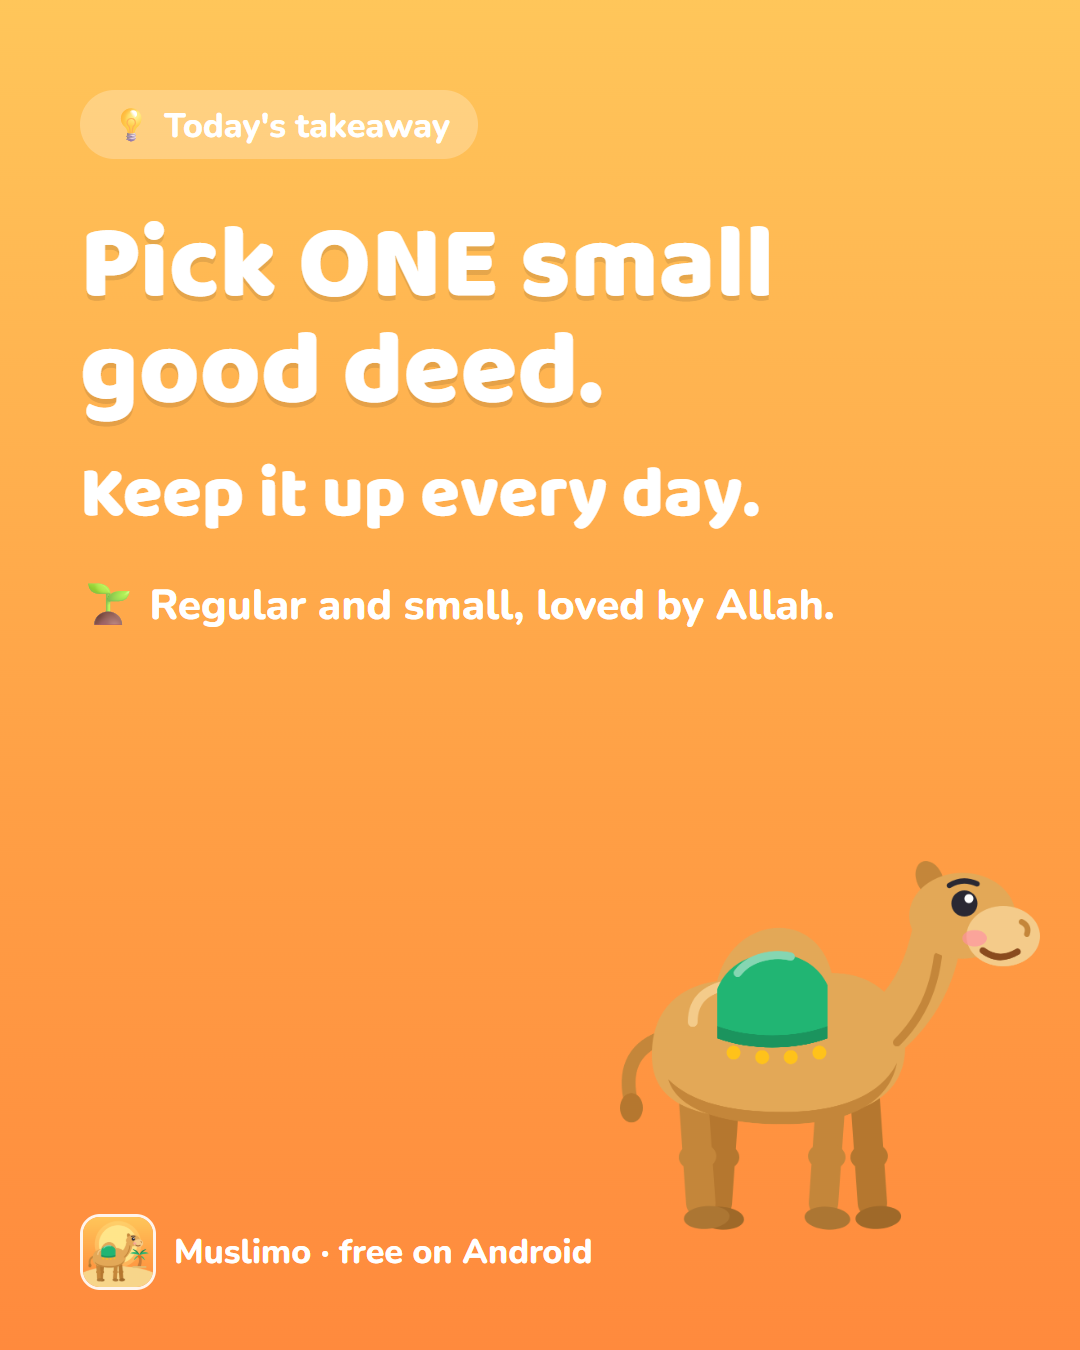 Today's takeaway
Pick ONE small
good deed.
Keep it up every day.
Regular and small, loved by Allah.
Muslimo · free on Android